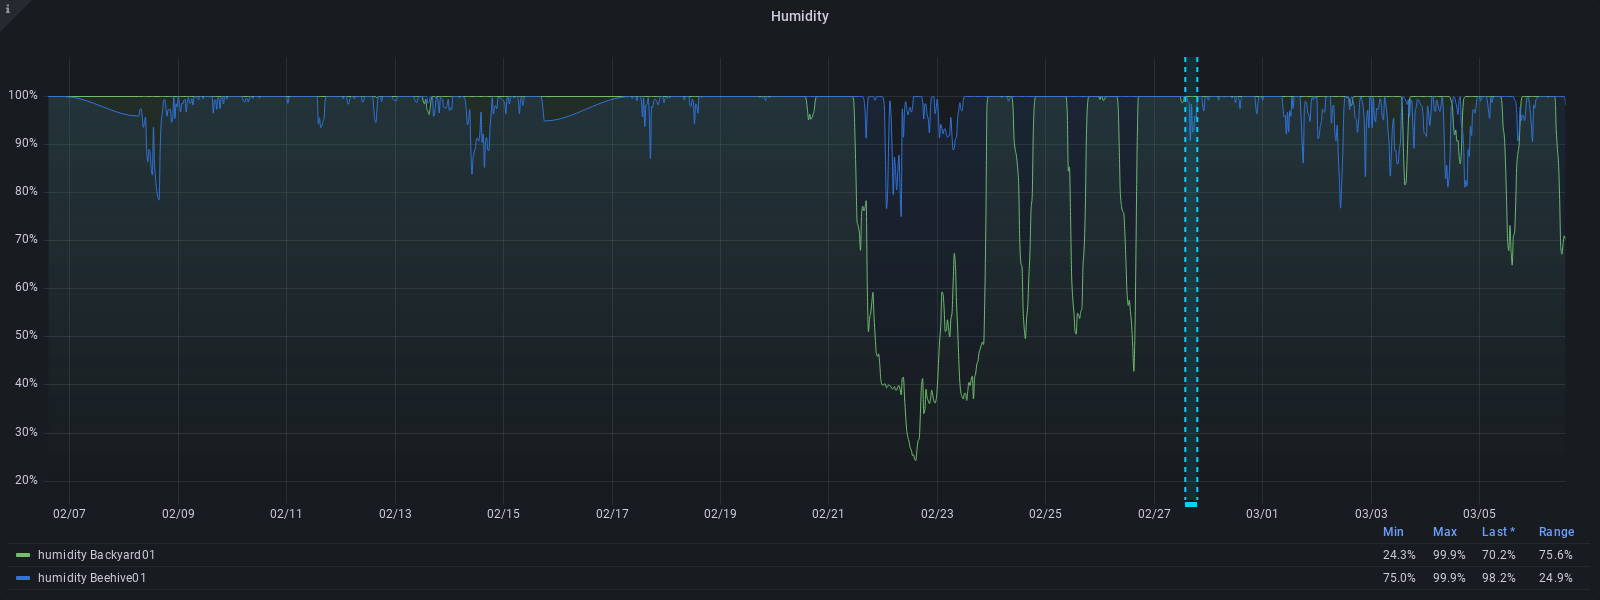 i
Humidity
100%
90%
80%
70%
60%
50%
40%
30%
20%
02/07 02/09 02/11 02/13 02/15 02/17 02/19 02/21 02/23 02/25 02/27 03/01 03/03 03/05
Min Max Last * Range
humidity Backyard01 24.3% 99.9% 70.2% 75.6%
humidity Beehive01 75.0% 99.9% 98.2% 24.9%